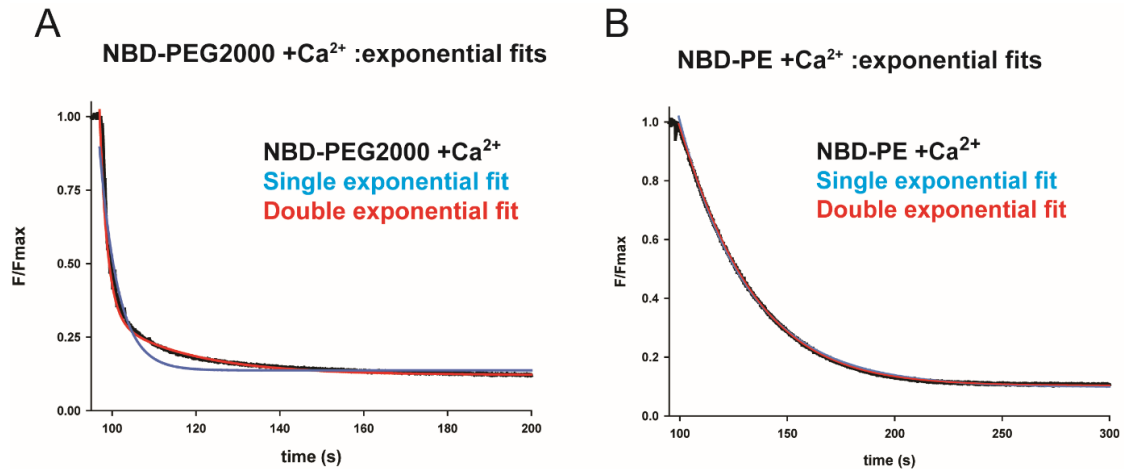 A
NBD-PEG2000 +Ca²⁺ :exponential fits
NBD-PEG2000 +Ca²⁺
Single exponential fit
Double exponential fit
F/Fmax
1.00
0.75
0.50
0.25
0.00
100
120
140
160
180
200
time (s)
B
NBD-PE +Ca²⁺ :exponential fits
NBD-PE +Ca²⁺
Single exponential fit
Double exponential fit
F/Fmax
1.0
0.8
0.6
0.4
0.2
0.0
100
150
200
250
300
time (s)